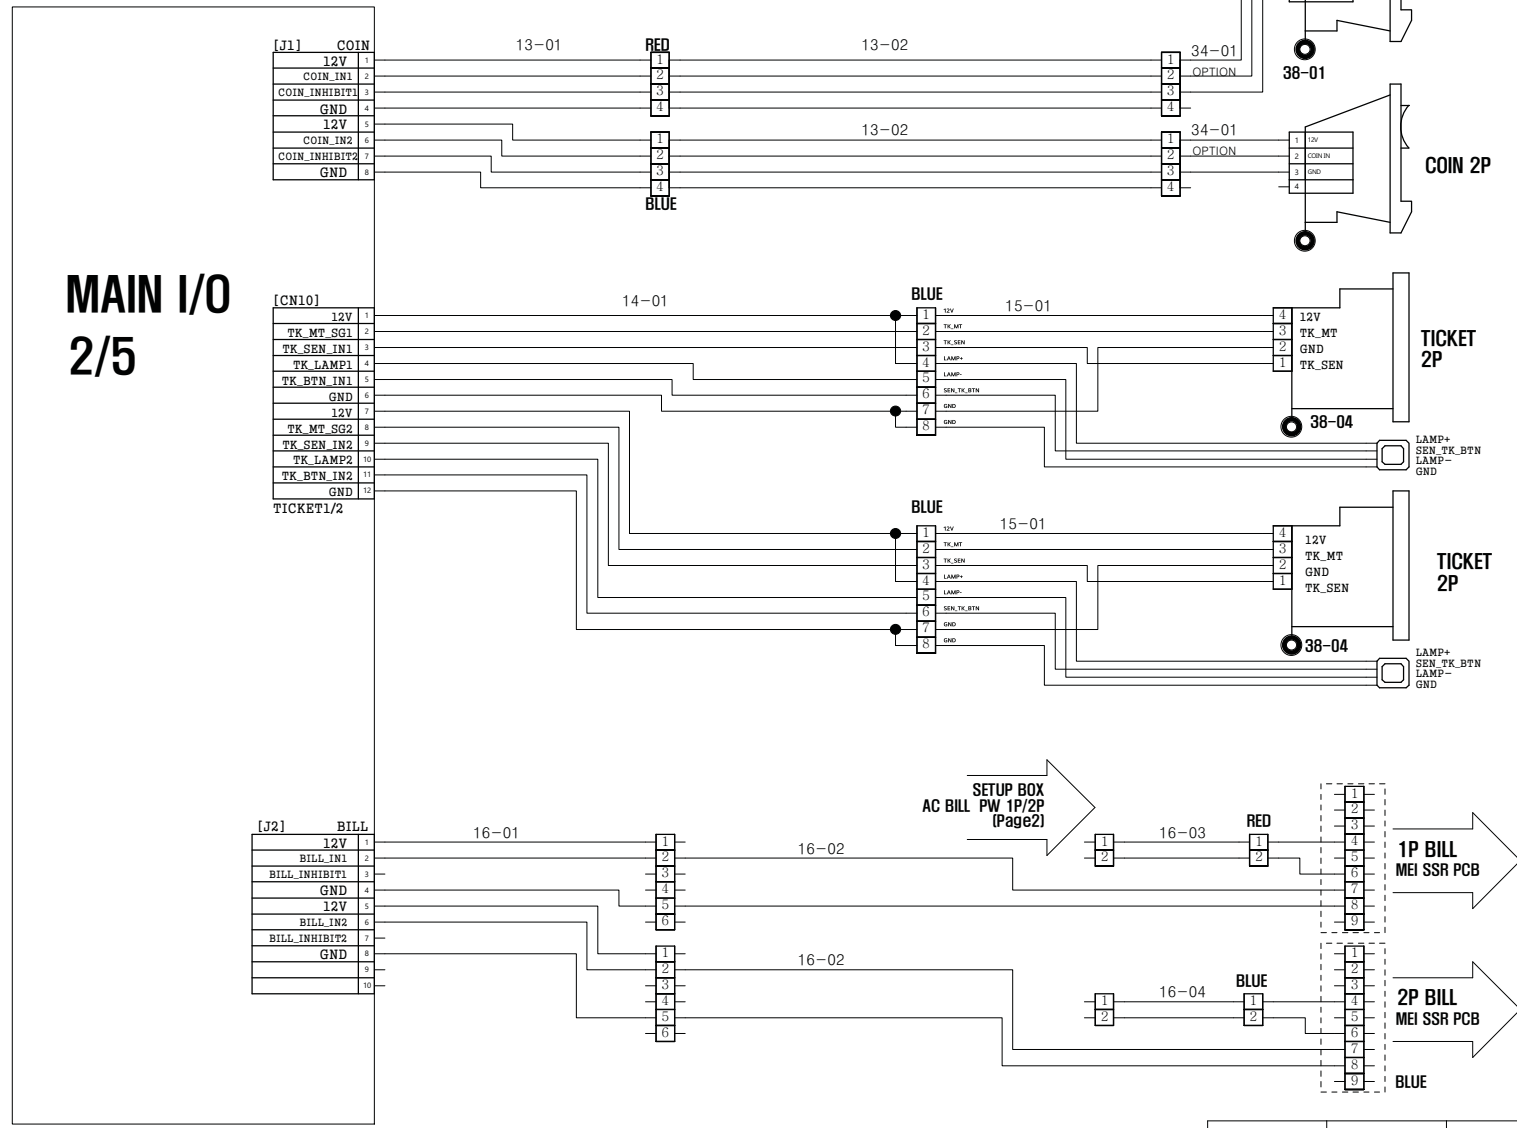 MAIN I/O
2/5
[J1] COIN
12V 1
COIN_IN1 2
COIN_INHIBIT1 3
GND 4
12V 5
COIN_IN2 6
COIN_INHIBIT2 7
GND 8
13-01
RED
1
2
3
4
13-02
1
2
3
4
34-01
OPTION
38-01
1
2
3
4
BLUE
13-02
1
2
3
4
34-01
OPTION
1 12V
2 COIN IN
3 GND
4
COIN 2P
[CN10]
12V 1
TK_MT_SG1 2
TK_SEN_IN1 3
TK_LAMP1 4
TK_BTN_IN1 5
GND 6
12V 7
TK_MT_SG2 8
TK_SEN_IN2 9
TK_LAMP2 10
TK_BTN_IN2 11
GND 12
TICKET1/2
14-01
BLUE
1 12V
2 TK_MT
3 TK_SEN
4 LAMP+
5 LAMP-
6 SEN_TK_BTN
7 GND
8 GND
15-01
4 12V
3 TK_MT
2 GND
1 TK_SEN
TICKET
2P
38-04
LAMP+
SEN_TK_BTN
LAMP-
GND
BLUE
1 12V
2 TK_MT
3 TK_SEN
4 LAMP+
5 LAMP-
6 SEN_TK_BTN
7 GND
8 GND
15-01
4 12V
3 TK_MT
2 GND
1 TK_SEN
TICKET
2P
38-04
LAMP+
SEN_TK_BTN
LAMP-
GND
SETUP BOX
AC BILL PW 1P/2P
(Page2)
[J2] BILL
12V 1
BILL_IN1 2
BILL_INHIBIT1 3
GND 4
12V 5
BILL_IN2 6
BILL_INHIBIT2 7
GND 8
9
10
16-01
1
2
3
4
5
6
16-02
1
2
16-03
RED
1
2
1
2
3
4
5
6
7
8
9
1P BILL
MEI SSR PCB
1
2
3
4
5
6
16-02
1
2
16-04
BLUE
1
2
1
2
3
4
5
6
7
8
9
2P BILL
MEI SSR PCB
BLUE